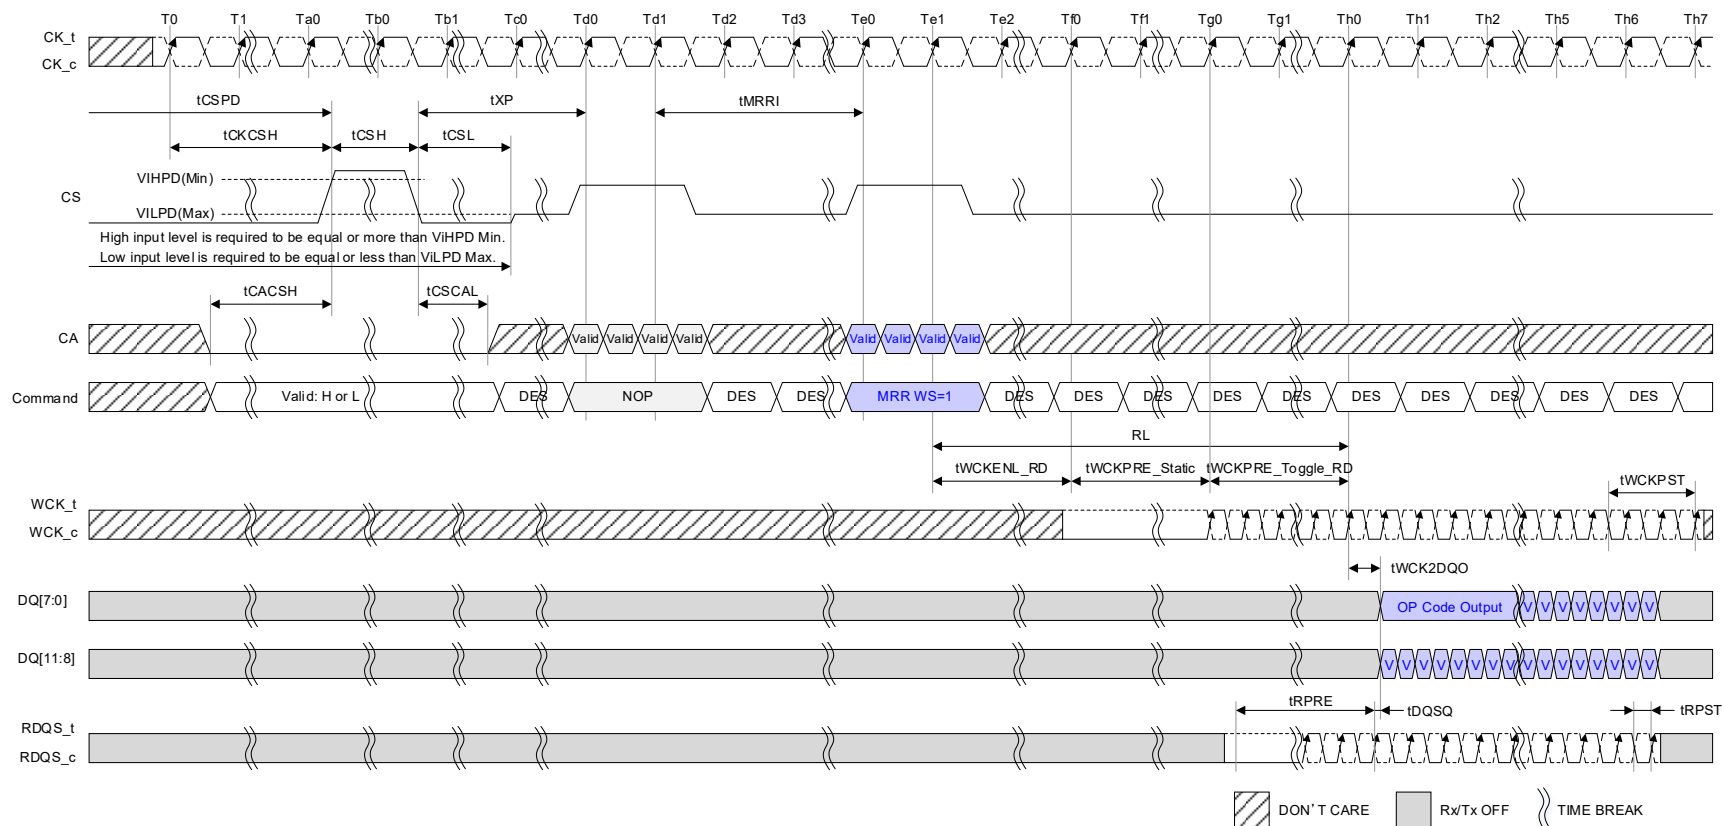 T0 T1 Ta0 Tb0 Tb1 Tc0 Td0 Td1 Td2 Td3 Te0 Te1 Te2 Tf0 Tf1 Tg0 Tg1 Th0 Th1 Th2 Th5 Th6 Th7
CK_t
CK_c
tCSPD tXP tMRRI
tCKCSH tCSH tCSL
VIHPD(Min)
CS
VILPD(Max)
High input level is required to be equal or more than ViHPD Min.
Low input level is required to be equal or less than ViLPD Max.
tCACSH tCSCAL
CA Valid Valid Valid Valid Valid Valid Valid Valid
Command Valid: H or L DES NOP DES DES MRR WS=1 DES DES DES DES DES DES DES DES DES DES
RL
tWCKENL_RD tWCKPRE_Static tWCKPRE_Toggle_RD
tWCKPST
WCK_t
WCK_c
tWCK2DQO
DQ[7:0] OP Code Output V V V V V V V V
DQ[11:8] V V V V V V V V V V V V V V V V
tRPRE tDQSQ tRPST
RDQS_t
RDQS_c
DON'T CARE Rx/Tx OFF TIME BREAK